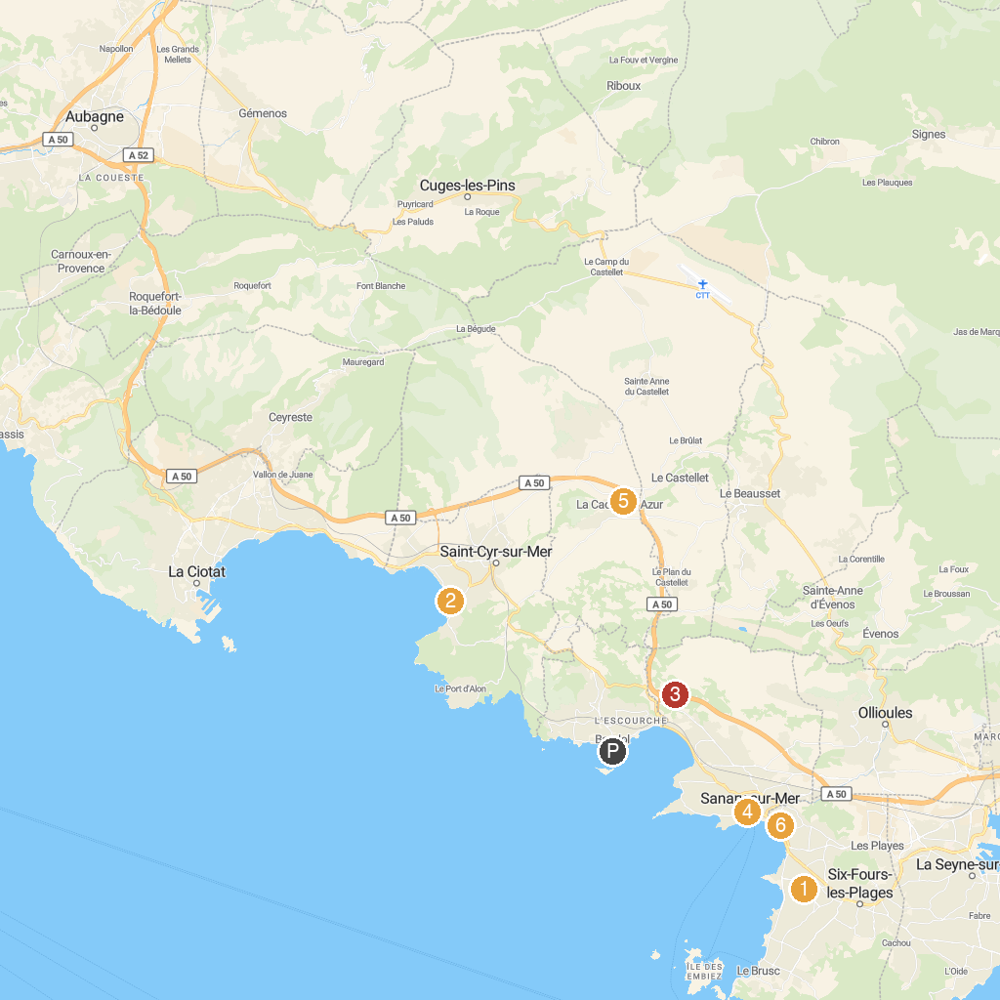 Napollon
Les Grands
Mellets
La Fouv et Vergine
Riboux
Aubagne
Gémenos
A 50
A 52
Chibron
Signes
LA COUESTE
Cuges-les-Pins
Les Plauques
Puyricard
La Roque
Les Paluds
Carnoux-en-
Provence
Le Camp du
Castellet
CTT
Roquefort
Font Blanche
Roquefort-
la-Bédoule
La Bégude
Mauregard
Sainte Anne
du Castellet
Ceyreste
Le Brûlat
A 50
Vallon de Juane
A 50
Le Castellet
Le Beausset
5
A 50
Saint-Cyr-sur-Mer
La Ciotat
La Corentille
Le Plan du
Castellet
La Foux
Le Broussan
2
A 50
Sainte-Anne
d'Évenos
Les Oeufs
Évenos
Le Port d'Alon
3
L'ESCOURCHE
Ollioules
P
A 50
4
6
Les Playes
1
Six-Fours-
les-Plages
La Seyne-sur
Fabre
Cachou
ÎLE DES
EMBIEZ
Le Brusc
L'Oide